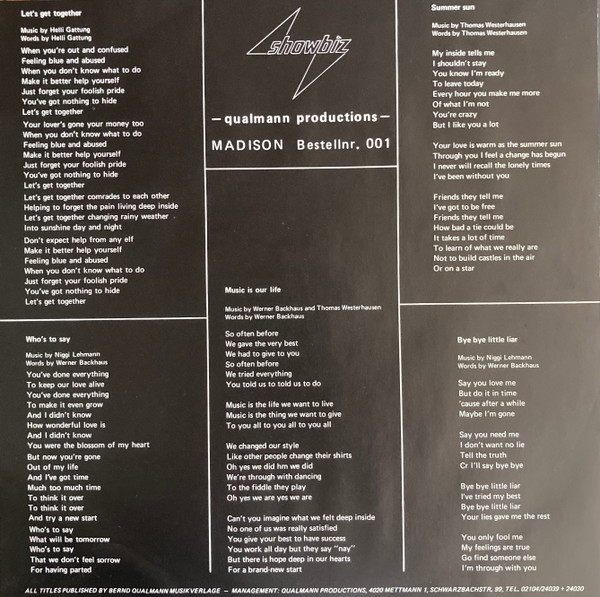 Let's get together
Music by Helli Gattung
Words by Helli Gattung
When you're out and confused
Feeling blue and abused
When you don't know what to do
Make it better help yourself
Just forget your foolish pride
You've got nothing to hide
Let's get together
Your lover's gone your money too
When you don't know what to do
Feeling blue and abused
Make it better help yourself
Just forget your foolish pride
You've got nothing to hide
Let's get together
Let's get together comrades to each other
Helping to forget the pain living deep inside
Let's get together changing rainy weather
Into sunshine day and night
Don't expect help from any elf
Make it better help yourself
Feeling blue and abused
When you don't know what to do
Just forget your foolish pride
You've got nothing to hide
Let's get together
Who's to say
Music by Niggi Lehmann
Words by Werner Backhaus
You've done everything
To keep our love alive
You've done everything
To make it even grow
And I didn't know
How wonderful love is
And I didn't know
You were the blossom of my heart
But now you're gone
Out of my life
And I've got time
Much too much time
To think it over
To think it over
And try a new start
Who's to say
What will be tomorrow
Who's to say
That we don't feel sorrow
For having parted
showbiz
— qualmann productions —
MADISON Bestellnr. 001
Music is our life
Music by Werner Backhaus and Thomas Westerhausen
Words by Werner Backhaus
So often before
We gave the very best
We had to give to you
So often before
We tried everything
You told us to told us to do
Music is the life we want to live
Music is the thing we want to give
To you all to you all to you all
We changed our style
Like other people change their shirts
Oh yes we did hm we did
We're through with dancing
To the fiddle they play
Oh yes we are yes we are
Can't you imagine what we felt deep inside
No one of us was really satisfied
You give your best to have success
You work all day but they say "nay"
But there is hope deep in our hearts
For a brand-new start
Summer sun
Music by Thomas Westerhausen
Words by Thomas Westerhausen
My inside tells me
I shouldn't stay
You know I'm ready
To leave today
Every hour you make me more
Of what I'm not
You're crazy
But I like you a lot
Your love is warm as the summer sun
Through you I feel a change has begun
I never will recall the lonely times
I've been without you
Friends they tell me
I've got to be free
Friends they tell me
How bad a tie could be
It takes a lot of time
To learn of what we really are
Not to build castles in the air
Or on a star
Bye bye little liar
Music by Niggi Lehmann
Words by Werner Backhaus
Say you love me
But do it in time
'cause after a while
Maybe I'm gone
Say you need me
I don't want no lie
Tell the truth
Cr I'll say bye bye
Bye bye little liar
I've tried my best
Bye bye little liar
Your lies gave me the rest
You only fool me
My feelings are true
Go find someone else
I'm through with you
ALL TITLES PUBLISHED BY BERND QUALMANN MUSIKVERLAGE — MANAGEMENT: QUALMANN PRODUCTIONS, 4020 METTMANN 1, SCHWARZBACHSTR, 99, TEL. 02104/24039 + 24030